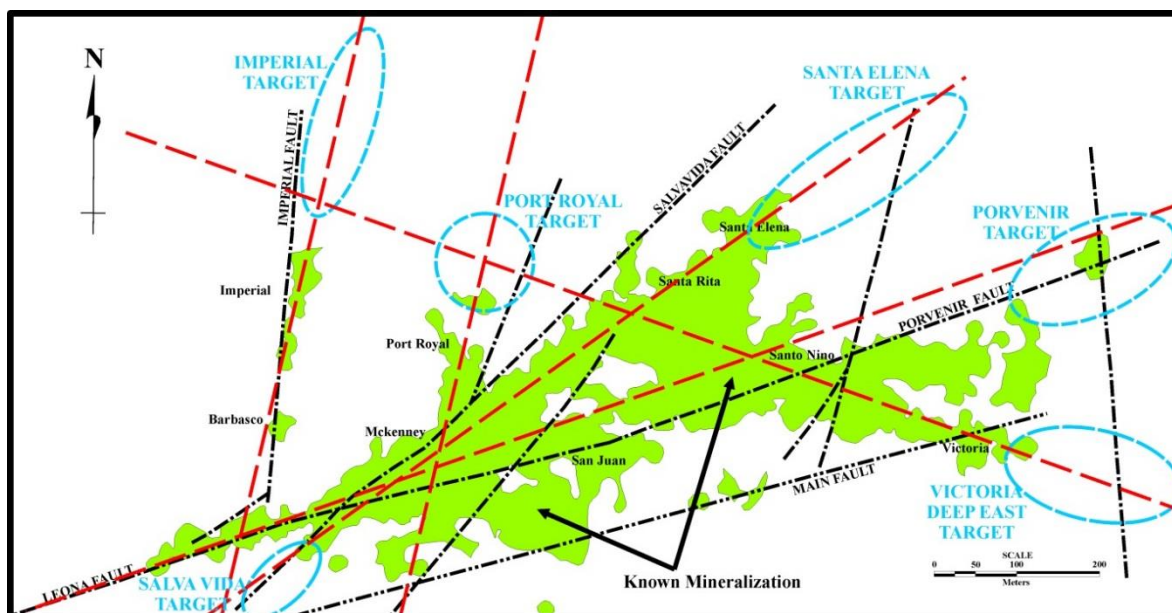 IMPERIAL
TARGET
SANTA ELENA
TARGET
N
IMPERIAL FAULT
SALVAVIDA FAULT
PORT ROYAL
TARGET
PORVENIR
TARGET
Santa Elena
Imperial
Santa Rita
PORVENIR FAULT
Port Royal
Santo Nino
Barbasco
Mckenney
San Juan
Victoria
MAIN FAULT
VICTORIA
DEEP EAST
TARGET
LEONA FAULT
SALVA VIDA
TARGET
Known Mineralization
SCALE
0 100 200
Meters